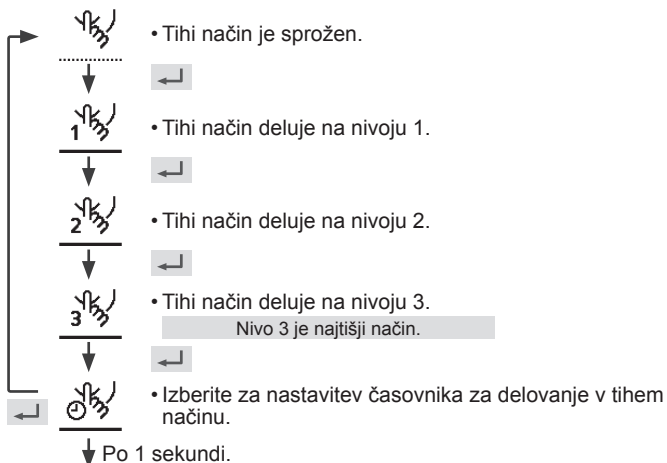 • Tihi način je sprožen.
1
• Tihi način deluje na nivoju 1.
2
• Tihi način deluje na nivoju 2.
3
• Tihi način deluje na nivoju 3.
Nivo 3 je najtišji način.
• Izberite za nastavitev časovnika za delovanje v tihem
načinu.
Po 1 sekundi.